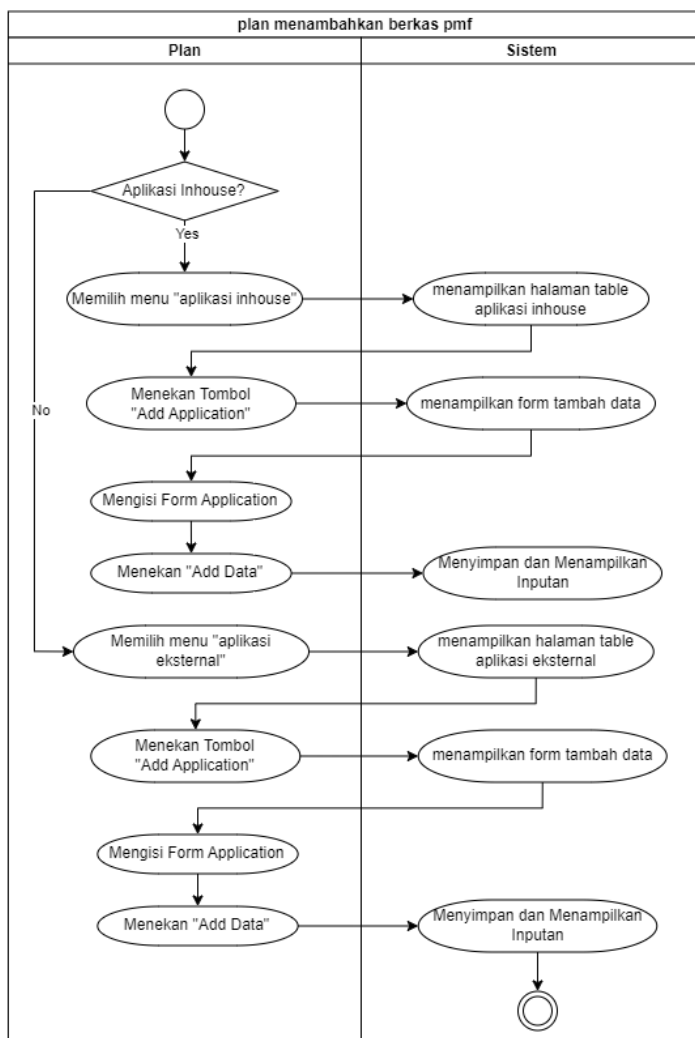 plan menambahkan berkas pmf
Plan
Sistem
Aplikasi Inhouse?
Yes
Memilih menu "aplikasi inhouse"
menampilkan halaman table
aplikasi inhouse
Menekan Tombol
"Add Application"
menampilkan form tambah data
No
Mengisi Form Application
Menekan "Add Data"
Menyimpan dan Menampilkan
Inputan
Memilih menu "aplikasi
eksternal"
menampilkan halaman table
aplikasi eksternal
Menekan Tombol
"Add Application"
menampilkan form tambah data
Mengisi Form Application
Menekan "Add Data"
Menyimpan dan Menampilkan
Inputan